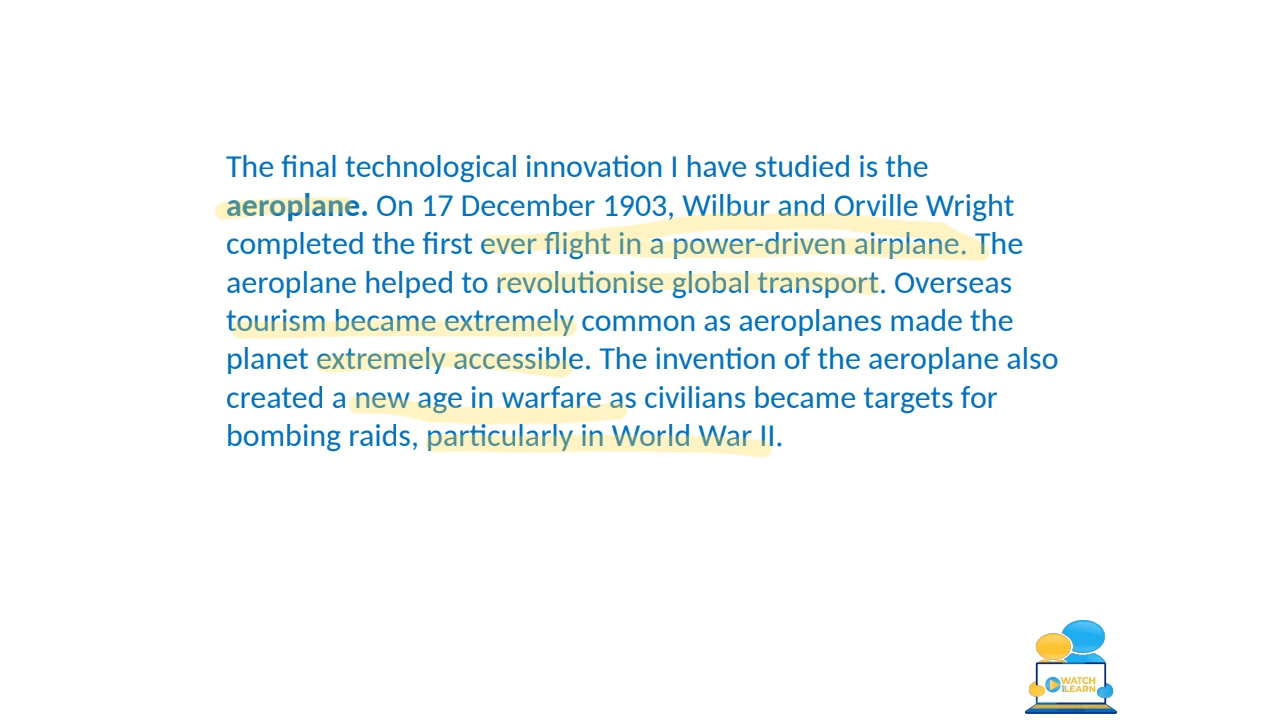 The final technological innovation I have studied is the
aeroplane. On 17 December 1903, Wilbur and Orville Wright
completed the first ever flight in a power-driven airplane. The
aeroplane helped to revolutionise global transport. Overseas
tourism became extremely common as aeroplanes made the
planet extremely accessible. The invention of the aeroplane also
created a new age in warfare as civilians became targets for
bombing raids, particularly in World War II.
WATCH
LEARN